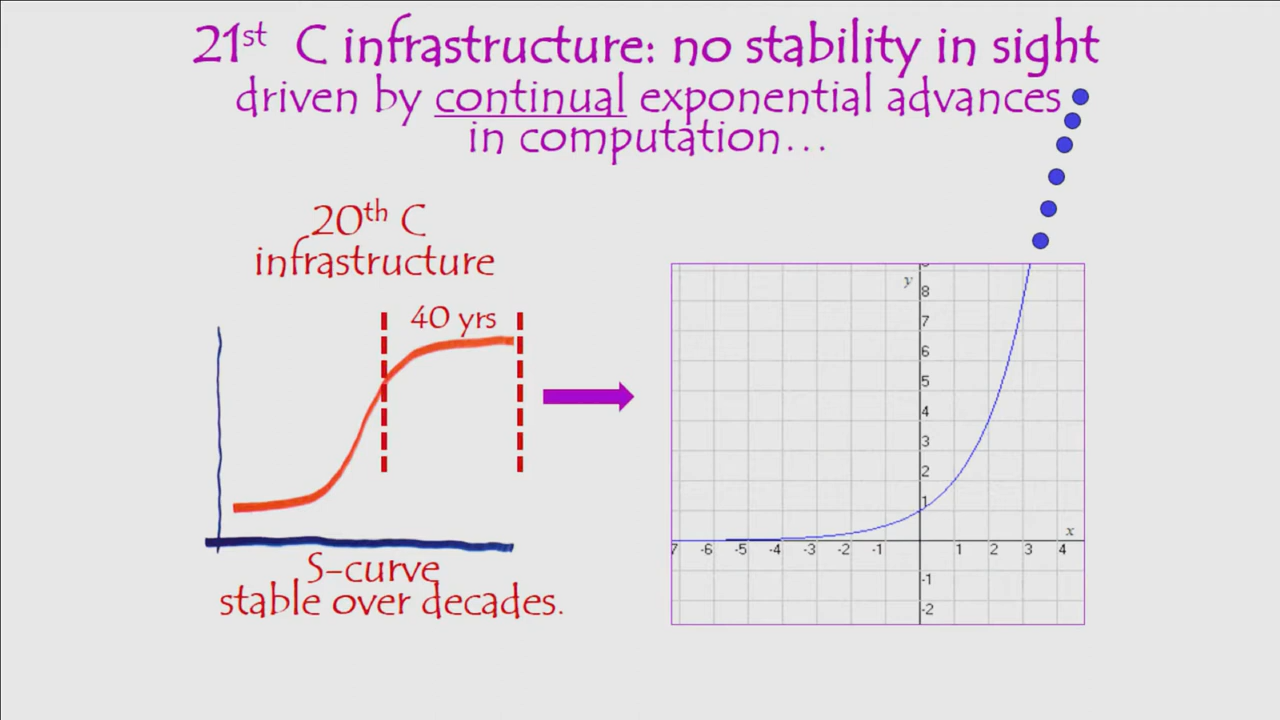 21st C infrastructure: no stability in sight
driven by continual exponential advances
in computation...
20th C
infrastructure
40 yrs
S-curve
stable over decades.
y
8
7
6
5
4
3
2
1
x
7 -6 -5 -4 -3 -2 -1 1 2 3 4
-1
-2